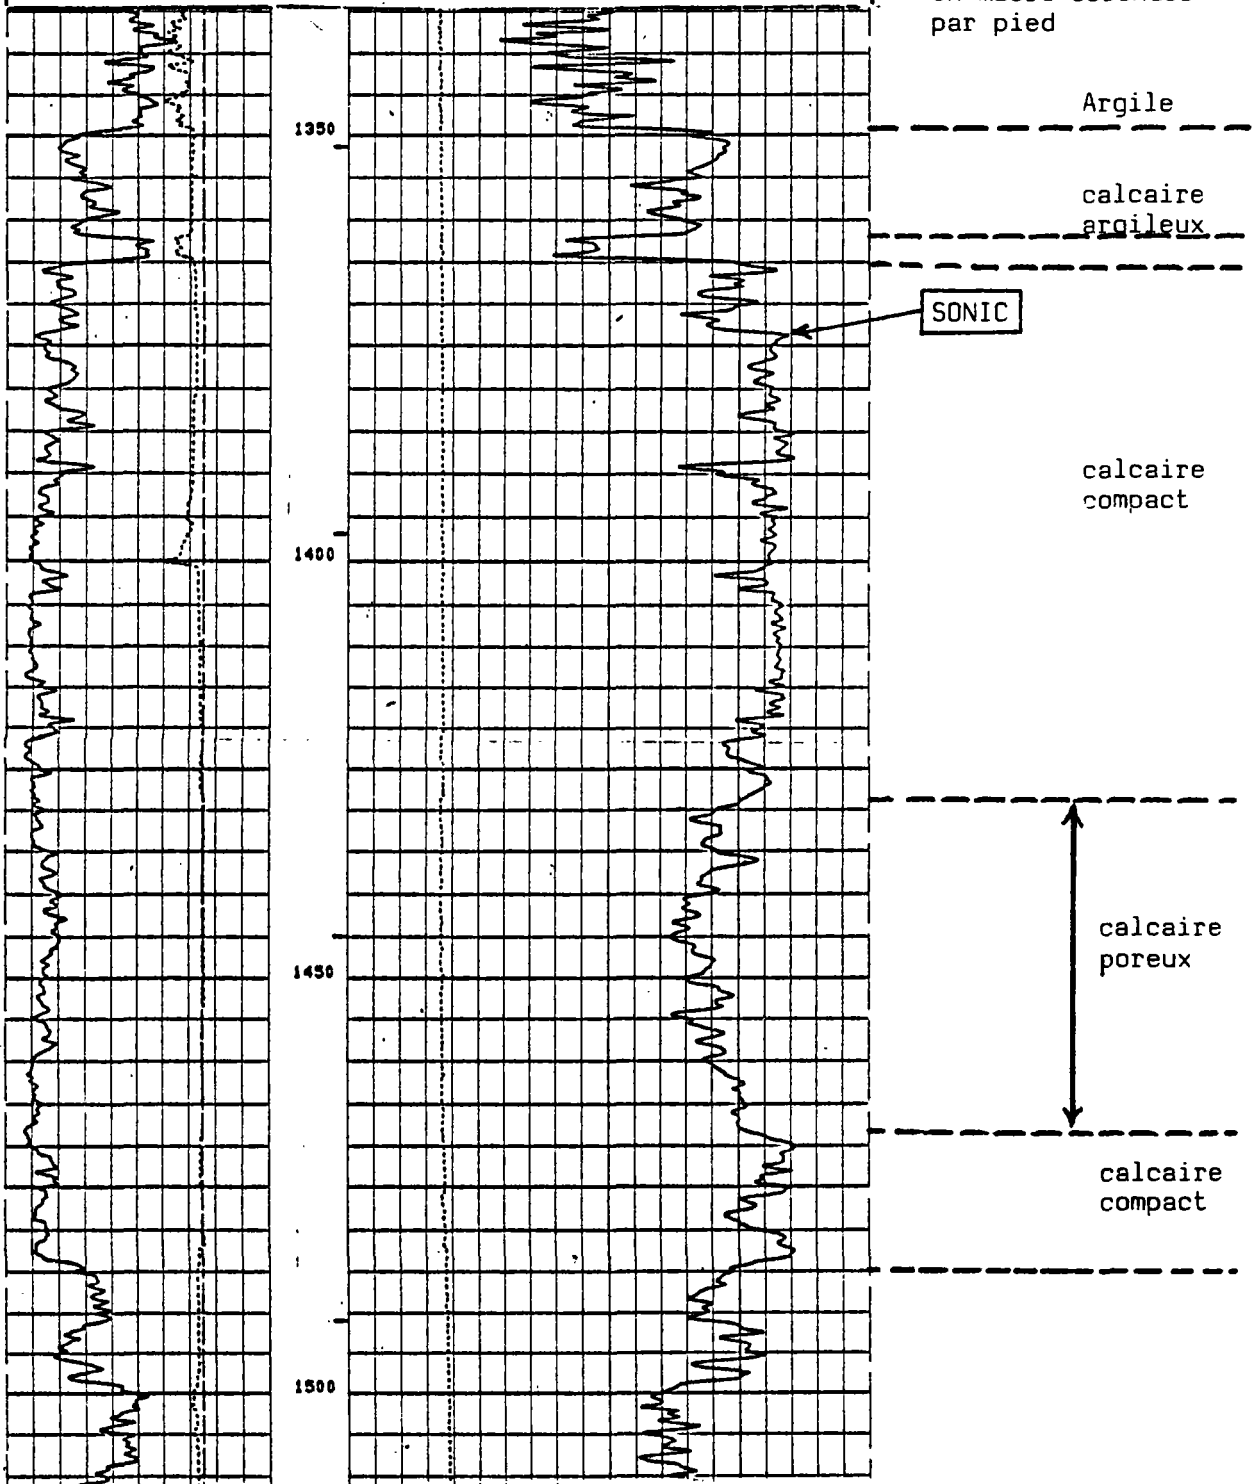 par pied
Argile
1350
calcaire
argileux
SONIC
calcaire
compact
1400
calcaire
poreux
1450
calcaire
compact
1500